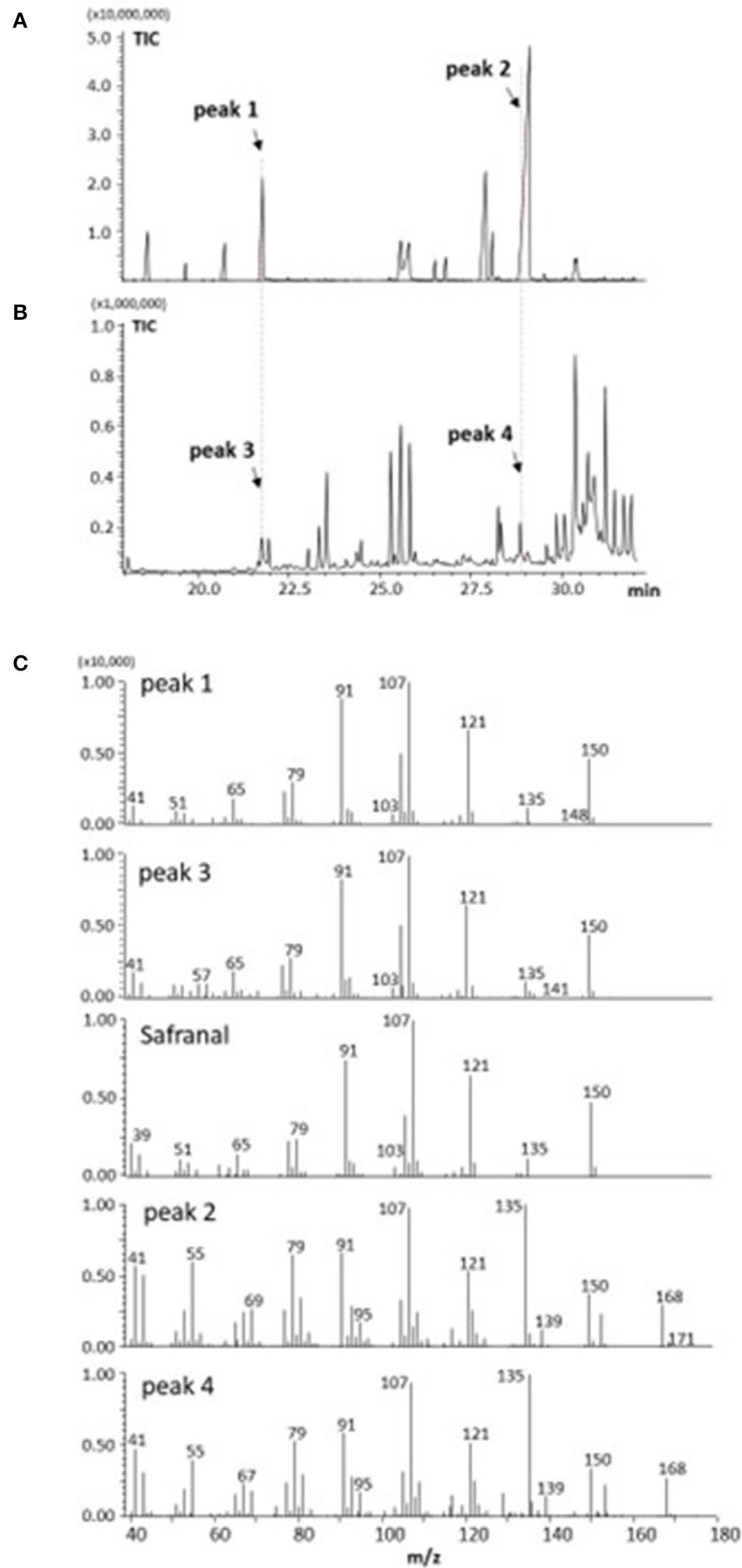 A
(x10,000,000)
5.0 TIC
4.0
3.0
2.0
1.0
peak 1
peak 2
B
(x1,000,000)
1.0 TIC
0.8
0.6
0.4
0.2
peak 3
peak 4
20.0 22.5 25.0 27.5 30.0 min
C
(x10,000)
1.00 peak 1
0.50
0.00
41 51 65 79 91 103 107 121 135 148 150
1.00 peak 3
0.50
0.00
41 57 65 79 91 103 107 121 135 141 150
1.00 Safranal
0.50
0.00
39 51 65 79 91 103 107 121 135 150
1.00 peak 2
0.50
0.00
41 55 69 79 91 95 107 121 135 139 150 168 171
1.00 peak 4
0.50
0.00
41 55 67 79 91 95 107 121 135 139 150 168
40 60 80 100 120 140 160 180
m/z